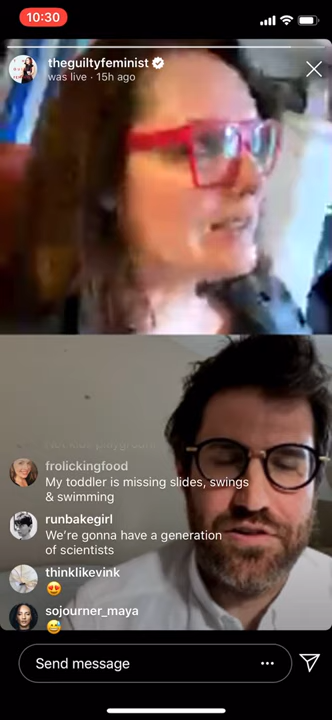 10:30
theguiltyfeminist
was live · 15h ago
frolickingfood
My toddler is missing slides, swings
& swimming
runbakegirl
We're gonna have a generation
of scientists
thinklikevink
😍
sojourner_maya
😅
Send message